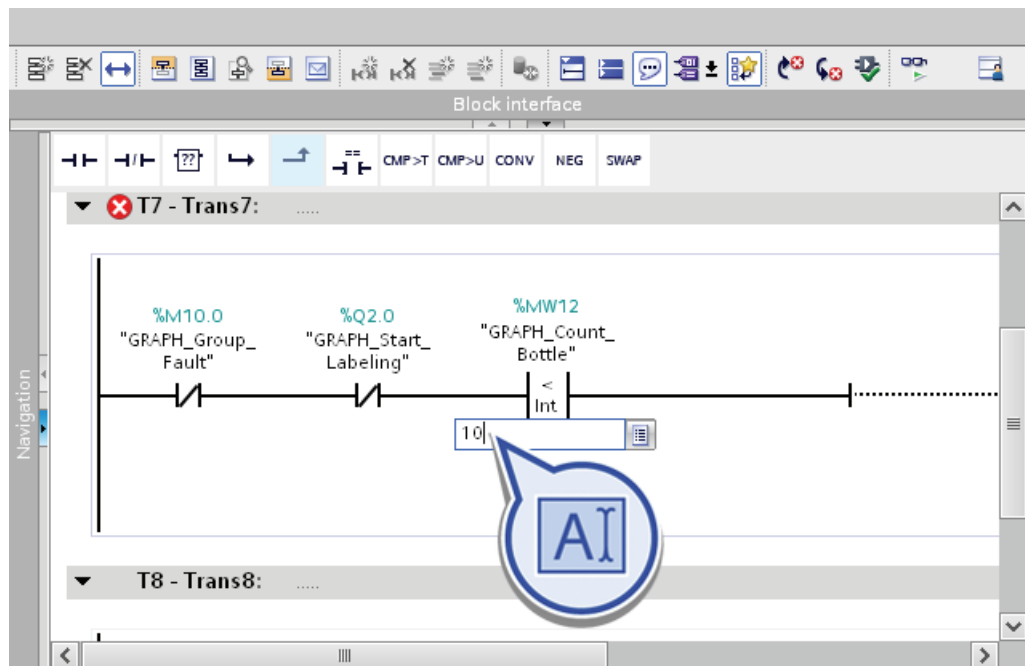 Block interface
?? == CMP>T CMP>U CONV NEG SWAP
T7 - Trans7: .....
%M10.0
"GRAPH_Group_
Fault"
%Q2.0
"GRAPH_Start_
Labeling"
%MW12
"GRAPH_Count_
Bottle"
<
Int
10
AI
Navigation
T8 - Trans8: .....